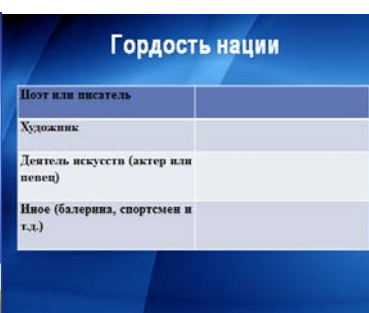 Гордость нации
Поэт или писатель
Художник
Деятель искусств (актер или
певец)
Иное (балерина, спортсмен и
т.д.)